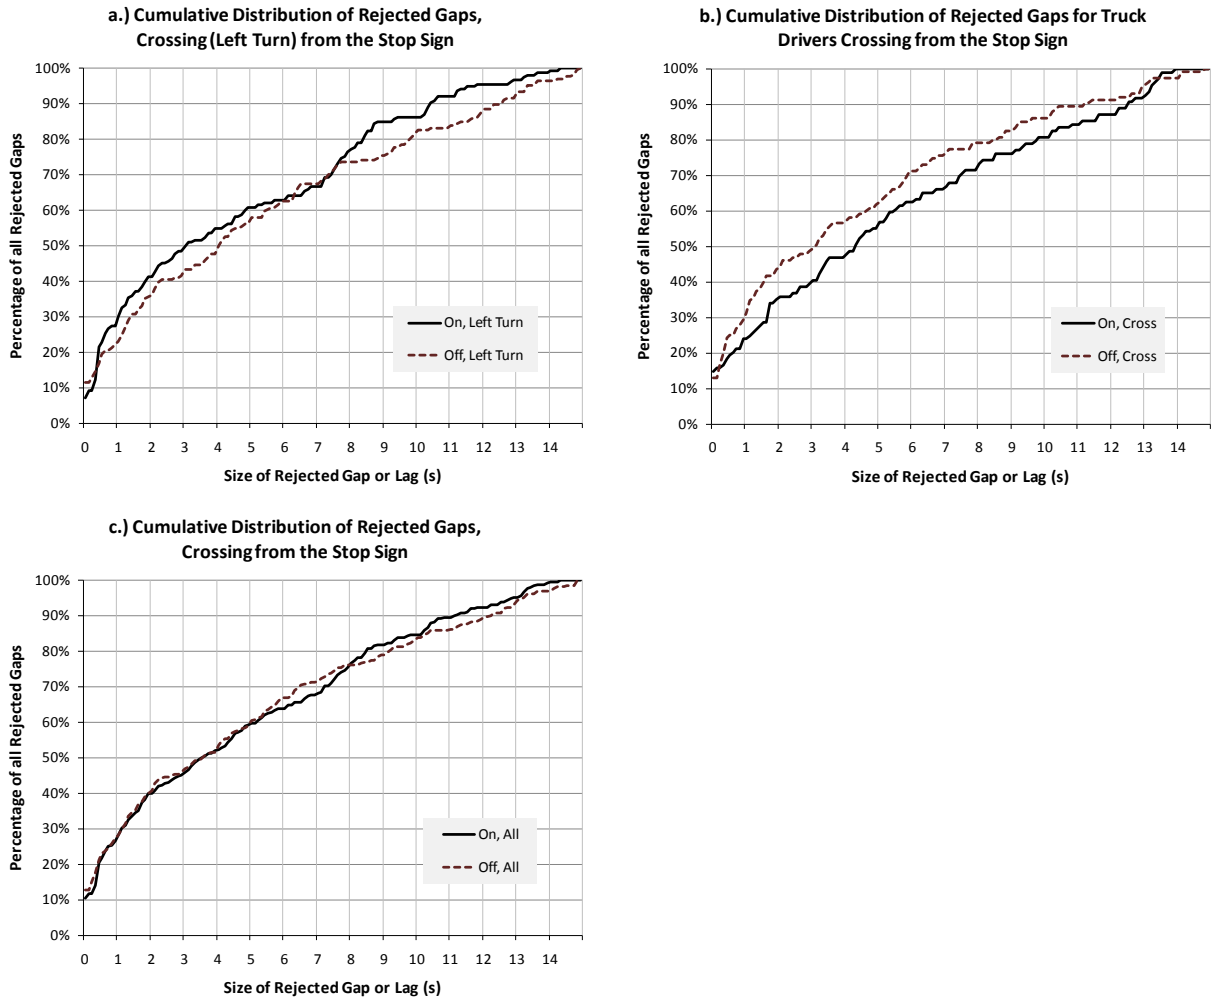 a.) Cumulative Distribution of Rejected Gaps,
Crossing (Left Turn) from the Stop Sign
Percentage of all Rejected Gaps
100%
90%
80%
70%
60%
50%
40%
30%
20%
10%
0%
On, Left Turn
Off, Left Turn
0 1 2 3 4 5 6 7 8 9 10 11 12 13 14
Size of Rejected Gap or Lag (s)
b.) Cumulative Distribution of Rejected Gaps for Truck
Drivers Crossing from the Stop Sign
Percentage of all Rejected Gaps
100%
90%
80%
70%
60%
50%
40%
30%
20%
10%
0%
On, Cross
Off, Cross
0 1 2 3 4 5 6 7 8 9 10 11 12 13 14
Size of Rejected Gap or Lag (s)
c.) Cumulative Distribution of Rejected Gaps,
Crossing from the Stop Sign
Percentage of all Rejected Gaps
100%
90%
80%
70%
60%
50%
40%
30%
20%
10%
0%
On, All
Off, All
0 1 2 3 4 5 6 7 8 9 10 11 12 13 14
Size of Rejected Gap or Lag (s)